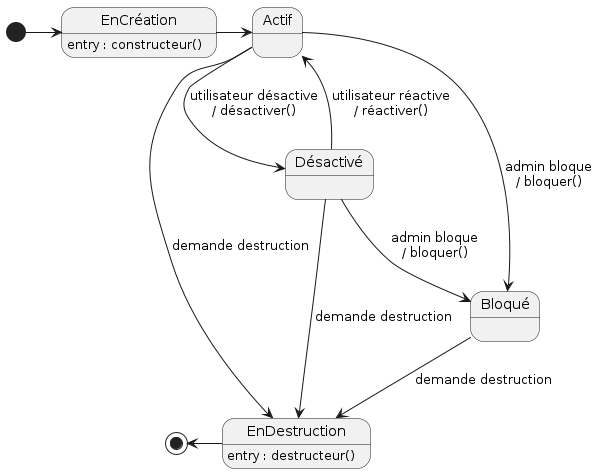 EnCréation
entry : constructeur()
Actif
utilisateur désactive
/ désactiver()
utilisateur réactive
/ réactiver()
Désactivé
admin bloque
/ bloquer()
admin bloque
/ bloquer()
demande destruction
Bloqué
demande destruction
demande destruction
EnDestruction
entry : destructeur()